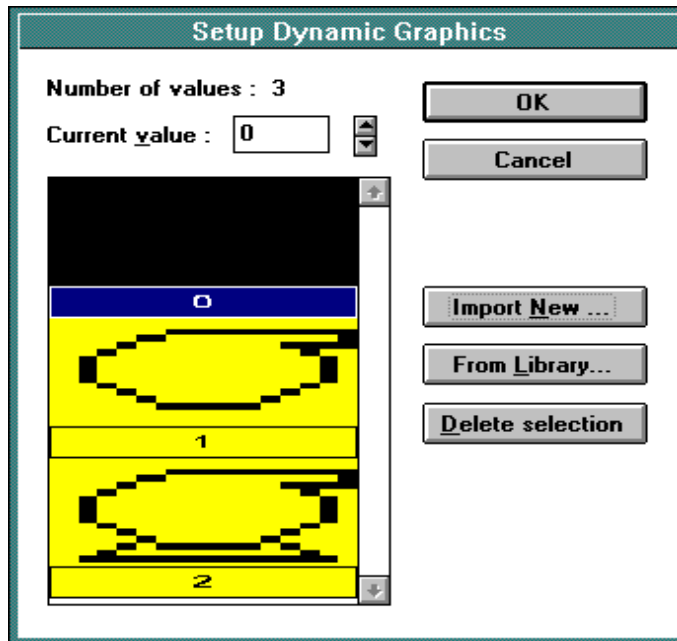 Setup Dynamic Graphics
Number of values : 3
Current value : 0
OK
Cancel
0
1
2
Import New ...
From Library...
Delete selection